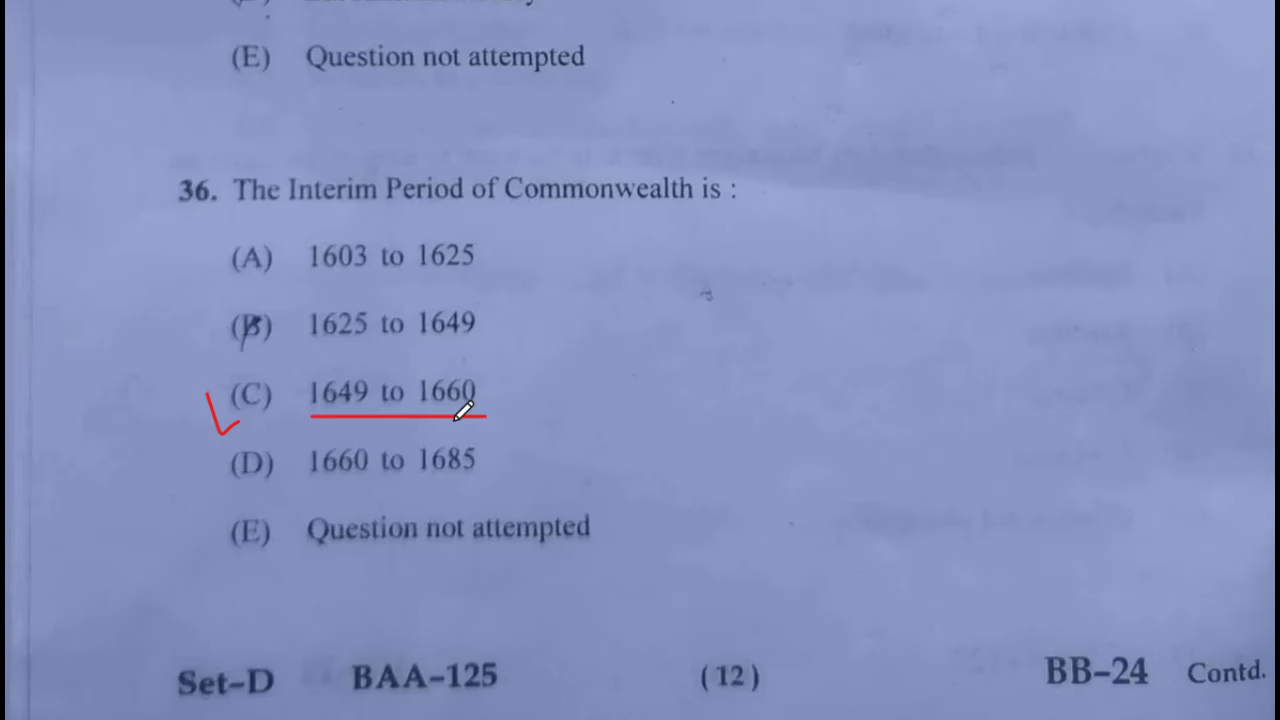 (E) Question not attempted
36. The Interim Period of Commonwealth is :
(A) 1603 to 1625
(B) 1625 to 1649
(C) 1649 to 1660
(D) 1660 to 1685
(E) Question not attempted
Set-D BAA-125 (12) BB-24 Contd.